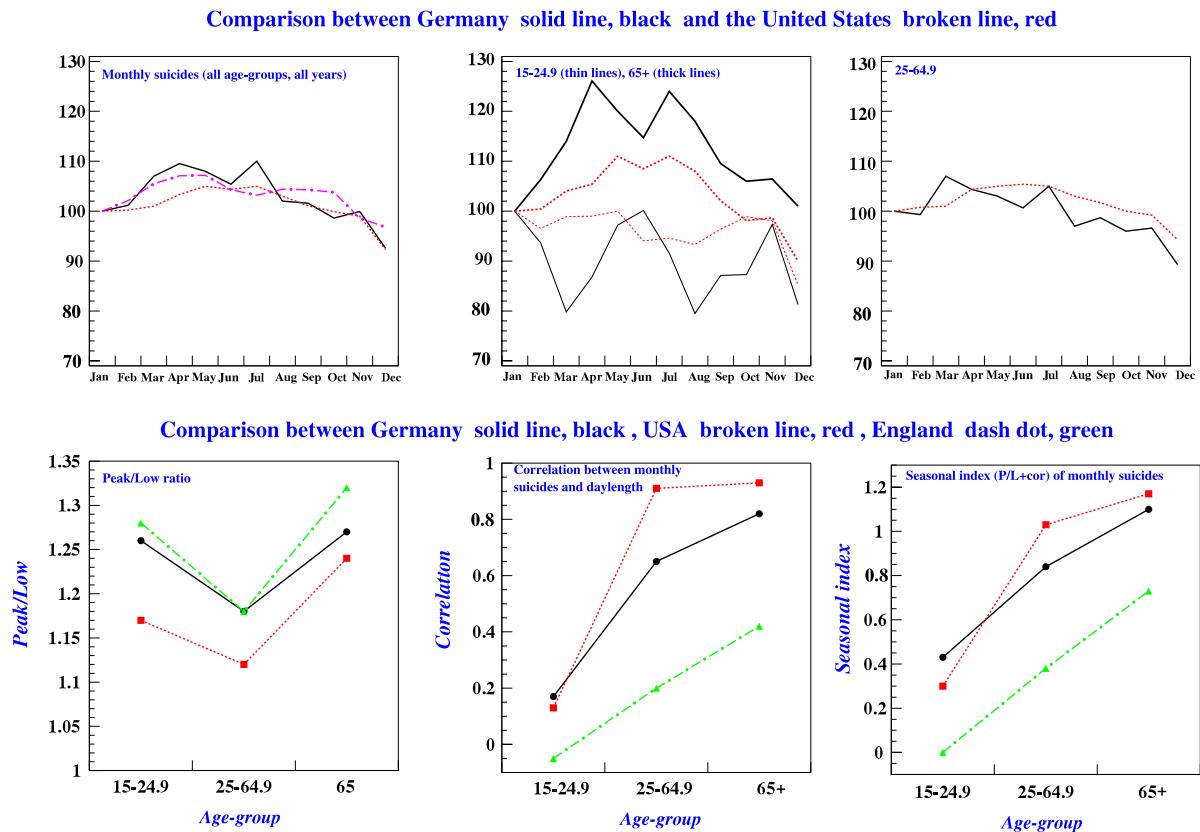 Comparison between Germany solid line, black and the United States broken line, red
Monthly suicides (all age-groups, all years)
130
120
110
100
90
80
70
Jan Feb Mar Apr May Jun Jul Aug Sep Oct Nov Dec
15-24.9 (thin lines), 65+ (thick lines)
130
120
110
100
90
80
70
Jan Feb Mar Apr May Jun Jul Aug Sep Oct Nov Dec
25-64.9
130
120
110
100
90
80
70
Jan Feb Mar Apr May Jun Jul Aug Sep Oct Nov Dec
Comparison between Germany solid line, black , USA broken line, red , England dash dot, green
Peak/Low ratio
Peak/Low
1.35
1.3
1.25
1.2
1.15
1.1
1.05
1
15-24.9 25-64.9 65
Age-group
Correlation between monthly
suicides and daylength
Correlation
1
0.8
0.6
0.4
0.2
0
15-24.9 25-64.9 65+
Age-group
Seasonal index (P/L+cor) of monthly suicides
Seasonal index
1.2
1
0.8
0.6
0.4
0.2
0
15-24.9 25-64.9 65+
Age-group